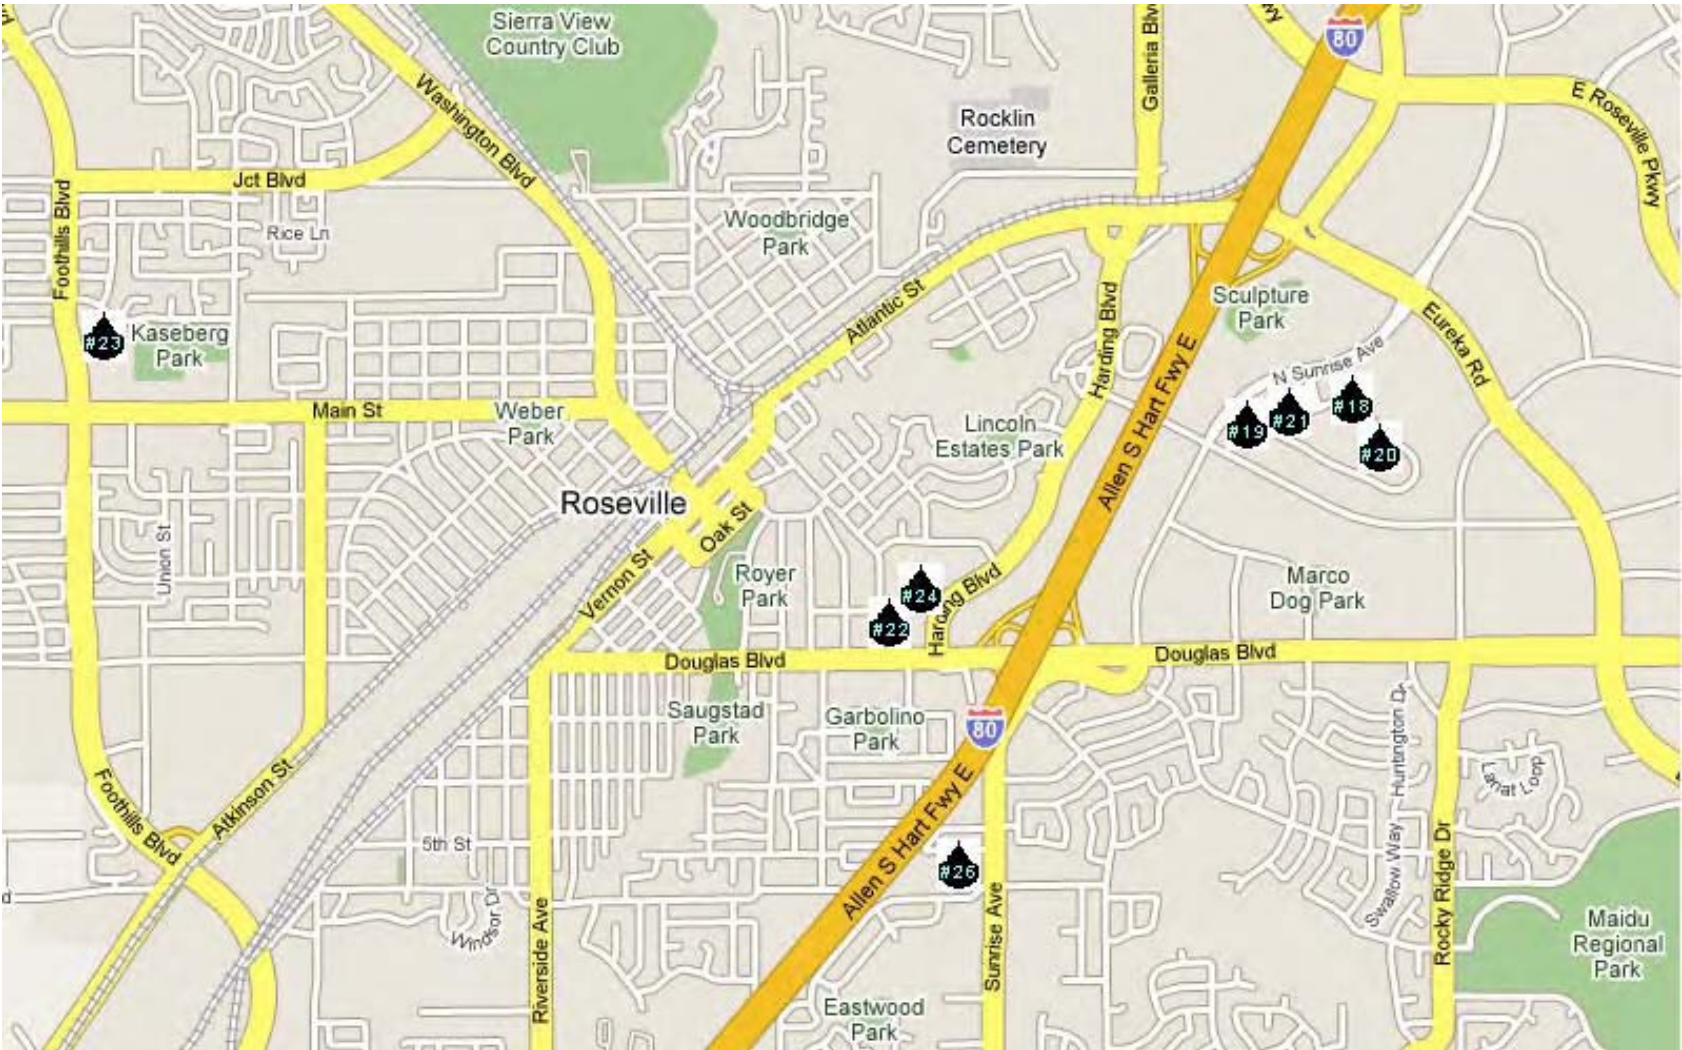 Sierra View
Country Club
80
Galleria Blv
E Roseville Pkwy
Washington Blvd
Rocklin
Cemetery
Jct Blvd
Foothills Blvd
Rice Ln
Woodbridge
Park
Atlantic St
Harding Blvd
Sculpture
Park
Eureka Rd
#23
Kaseberg
Park
Allen S Hart Fwy E
N Sunrise Ave
Main St
Weber
Park
Lincoln
Estates Park
#19
#21
#18
#20
Roseville
Oak St
Union St
Vernon St
Royer
Park
#24
#22
Harding Blvd
Marco
Dog Park
Douglas Blvd
Douglas Blvd
Saugstad
Park
Garbolino
Park
80
Swallow Way
Huntington Dr
Lariat Loop
Foothills Blvd
Atkinson St
5th St
Windsor Dr
Riverside Ave
Allen S Hart Fwy E
#26
Sunrise Ave
Rocky Ridge Dr
Maidu
Regional
Park
Eastwood
Park